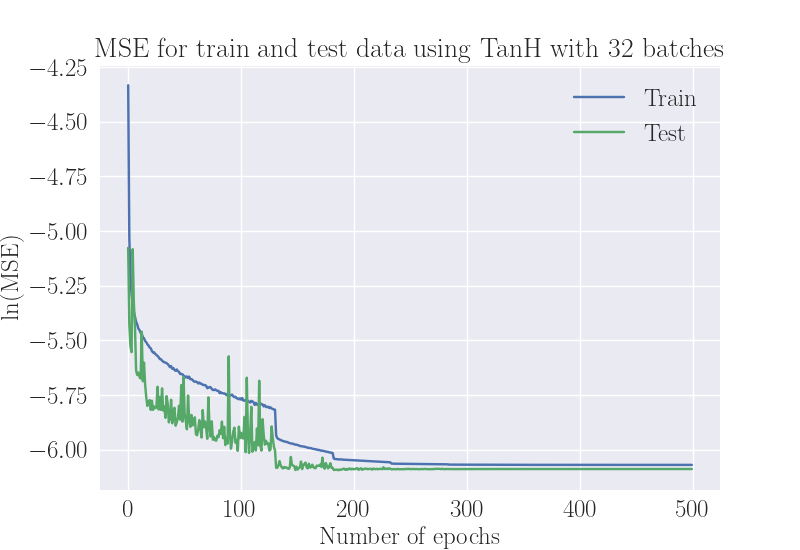 MSE for train and test data using TanH with 32 batches
−4.25
−4.50
−4.75
−5.00
−5.25
−5.50
−5.75
−6.00
ln(MSE)
Train
Test
0
100
200
300
400
500
Number of epochs